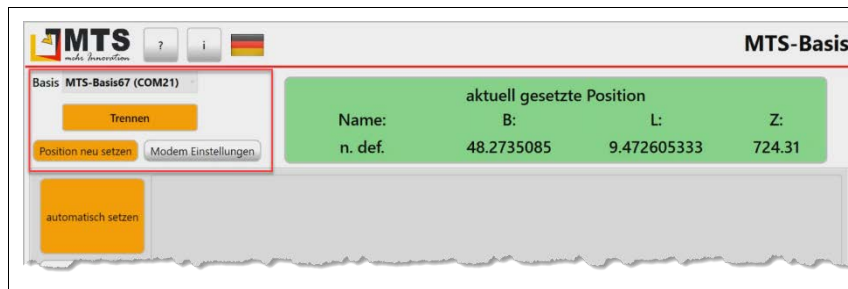 MTS
mehr Innovation
?
i
MTS-Basis
Basis MTS-Basis67 (COM21)
Trennen
Position neu setzen
Modem Einstellungen
aktuell gesetzte Position
Name: B: L: Z:
n. def. 48.2735085 9.472605333 724.31
automatisch setzen